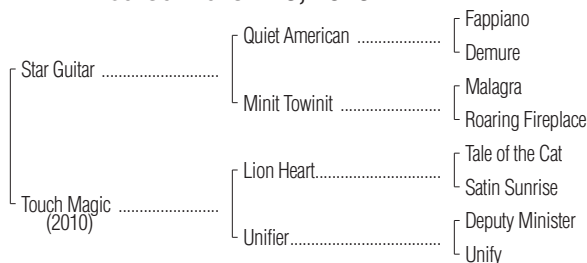 Fappiano
Quiet American ..................
Demure
Star Guitar ..........................
Malagra
Minit Towinit ......................
Roaring Fireplace
Tale of the Cat
Lion Heart...........................
Satin Sunrise
Touch Magic ......................
(2010)
Deputy Minister
Unifier.................................
Unify